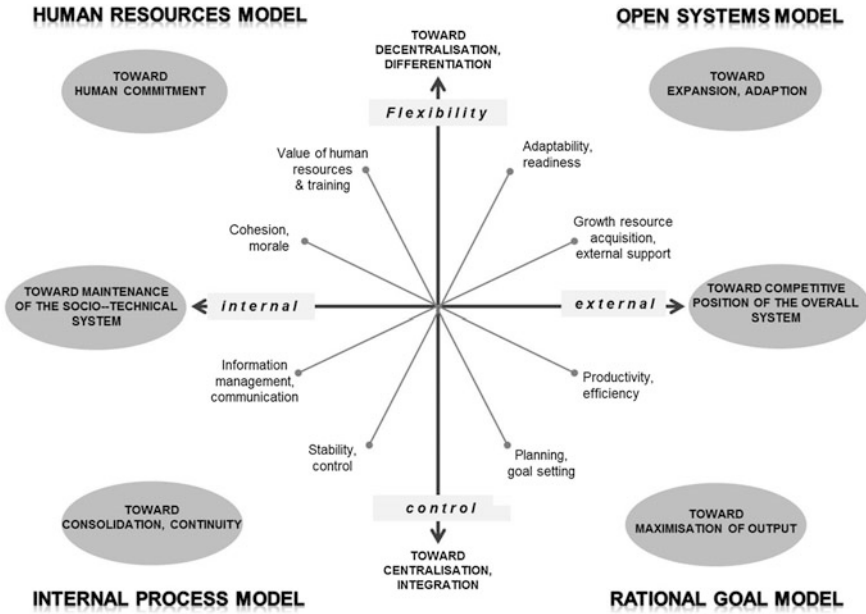 HUMAN RESOURCES MODEL
OPEN SYSTEMS MODEL
TOWARD
DECENTRALISATION,
DIFFERENTIATION
TOWARD
HUMAN COMMITMENT
TOWARD
EXPANSION, ADAPTION
Flexibility
Value of human
resources
& training
Adaptability,
readiness
Cohesion,
morale
Growth resource
acquisition,
external support
TOWARD MAINTENANCE
OF THE SOCIO--TECHNICAL
SYSTEM
internal
external
TOWARD COMPETITIVE
POSITION OF THE OVERALL
SYSTEM
Information
management,
communication
Productivity,
efficiency
Stability,
control
Planning,
goal setting
TOWARD
CONSOLIDATION, CONTINUITY
control
TOWARD
MAXIMISATION OF OUTPUT
TOWARD
CENTRALISATION,
INTEGRATION
INTERNAL PROCESS MODEL
RATIONAL GOAL MODEL